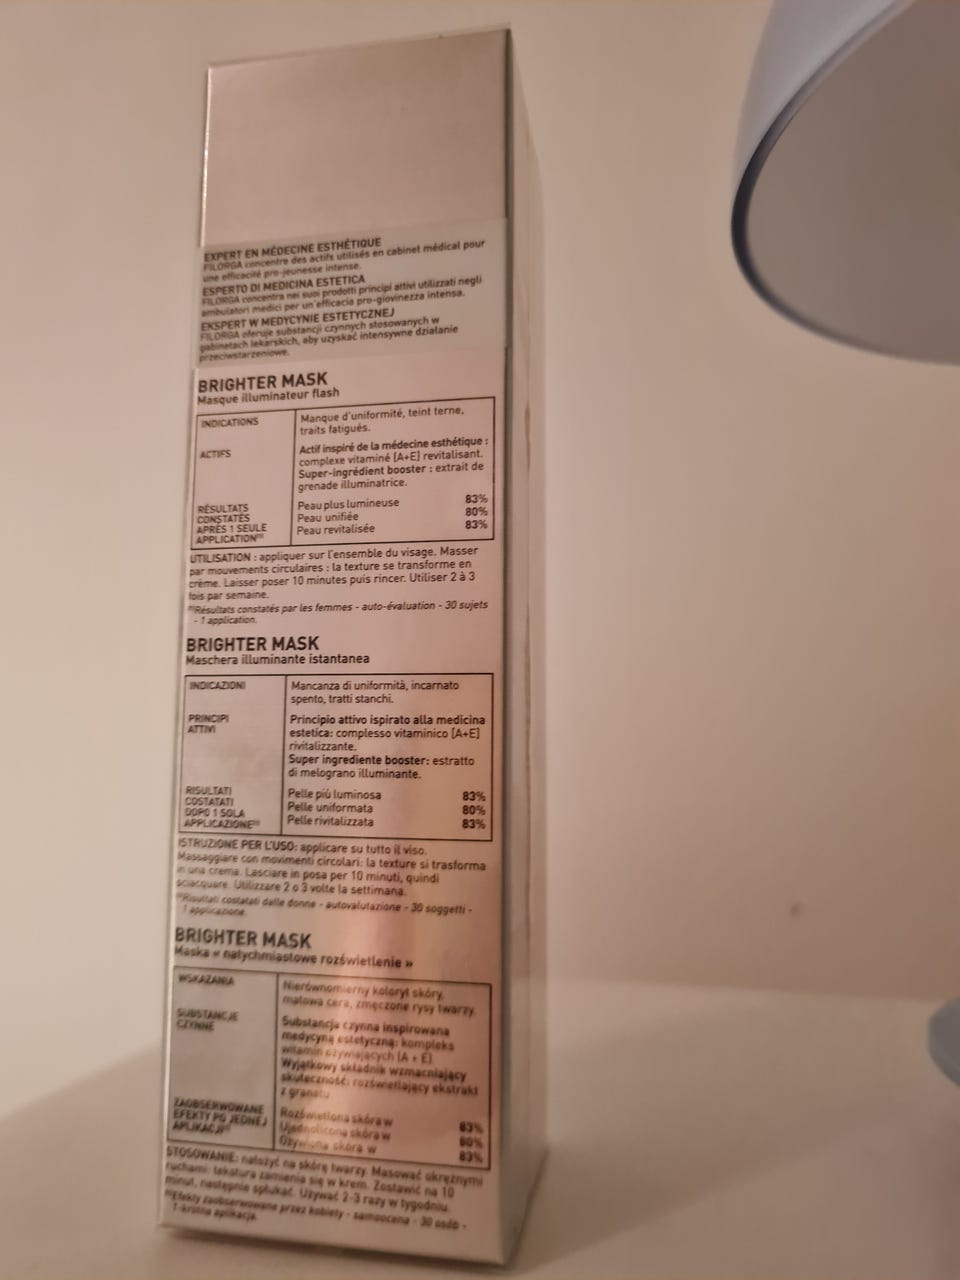 EXPERT EN MÉDECINE ESTHÉTIQUE
FILORGA concentre des actifs utilisés en cabinet médical pour
une efficacité pro-jeunesse intense.
ESPERTO DI MEDICINA ESTETICA
FILORGA concentra nei suoi prodotti principi attivi utilizzati negli
ambulatori medici per un'efficacia pro-giovinezza intensa.
EKSPERT W MEDYCYNIE ESTETYCZNEJ
FILORGA oferuje substancji czynnych stosowanych w
gabinetach lekarskich, aby uzyskać intensywne działanie
przeciwstarzeniowe.
BRIGHTER MASK
Masque illuminateur flash
INDICATIONS
Manque d'uniformité, teint terne,
traits fatigués.
ACTIFS
Actif inspiré de la médecine esthétique :
complexe vitaminé (A+E) revitalisant.
Super-ingrédient booster : extrait de
grenade illuminatrice.
RÉSULTATS
CONSTATÉS
APRÈS 1 SEULE
APPLICATION⁽¹⁾
Peau plus lumineuse 83%
Peau unifiée 80%
Peau revitalisée 83%
UTILISATION : appliquer sur l'ensemble du visage. Masser
par mouvements circulaires : la texture se transforme en
crème. Laisser poser 10 minutes puis rincer. Utiliser 2 à 3
fois par semaine.
⁽¹⁾Résultats constatés par les femmes - auto-évaluation - 30 sujets
- 1 application.
BRIGHTER MASK
Maschera illuminante istantanea
INDICAZIONI
Mancanza di uniformità, incarnato
spento, tratti stanchi.
PRINCIPI
ATTIVI
Principio attivo ispirato alla medicina
estetica: complesso vitaminico (A+E)
rivitalizzante.
Super ingrediente booster: estratto
di melograno illuminante.
RISULTATI
COSTATATI
DOPO 1 SOLA
APPLICAZIONE⁽¹⁾
Pelle più luminosa 83%
Pelle uniformata 80%
Pelle rivitalizzata 83%
ISTRUZIONE PER L'USO: applicare su tutto il viso.
Massaggiare con movimenti circolari: la texture si trasforma
in una crema. Lasciare in posa per 10 minuti, quindi
sciacquare. Utilizzare 2 o 3 volte la settimana.
⁽¹⁾Risultati costatati dalle donne - autovalutazione - 30 soggetti -
1 applicazione.
BRIGHTER MASK
Maska « natychmiastowe rozświetlenie »
WSKAZANIA
Nierównomierny koloryt skóry,
matowa cera, zmęczone rysy twarzy.
SUBSTANCJE
CZYNNE
Substancja czynna inspirowana
medycyną estetyczną: kompleks
witamin ożywiających (A + E)
Wyjątkowy składnik wzmacniający
skuteczność: rozświetlający ekstrakt
z granatu.
ZAOBSERWOWANE
EFEKTY PO JEDNEJ
APLIKACJI⁽¹⁾
Rozświetlona skóra w 83%
Ujednolicona skóra w 80%
Ożywiona skóra w 83%
STOSOWANIE: nałożyć na skórę twarzy. Masować okrężnymi
ruchami: tekstura zamienia się w krem. Zostawić na 10
minut, następnie spłukać. Używać 2-3 razy w tygodniu.
⁽¹⁾Efekty zaobserwowane przez kobiety - samoocena - 30 osób -
1-krotna aplikacja.